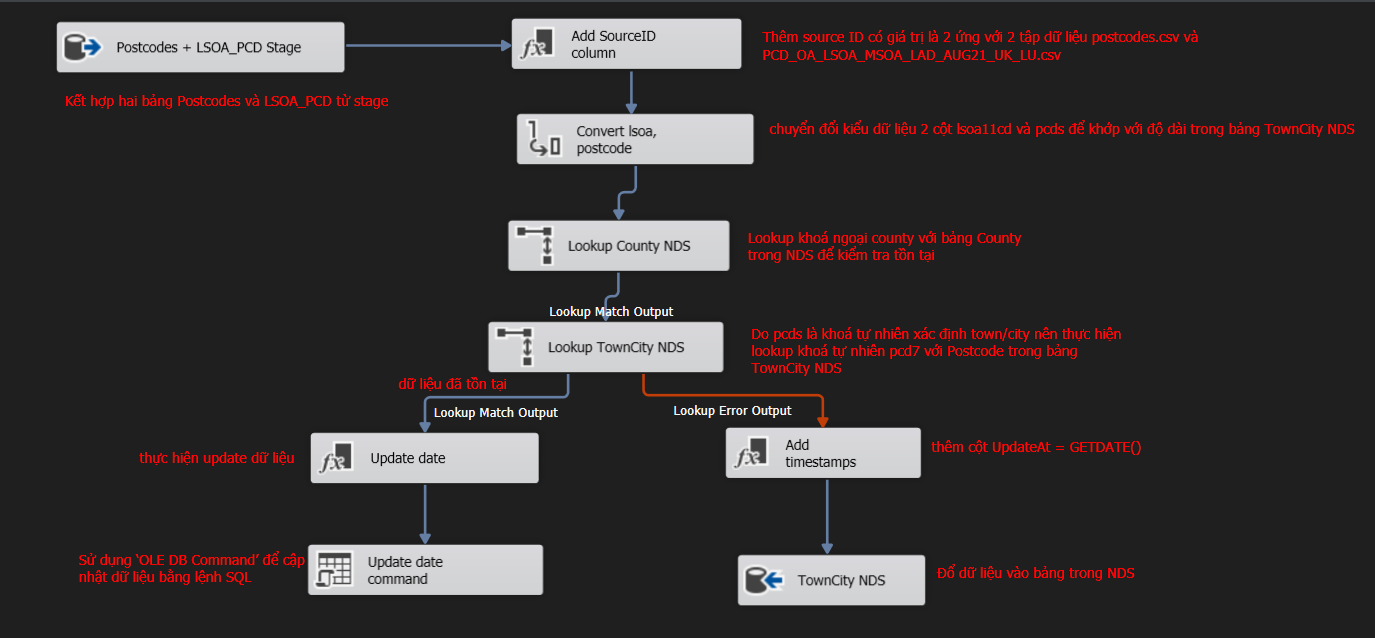 Postcodes + LSOA_PCD Stage
Add SourceID
column
Thêm source ID có giá trị là 2 ứng với 2 tập dữ liệu postcodes.csv và
PCD_OA_LSOA_MSOA_LAD_AUG21_UK_LU.csv
Kết hợp hai bảng Postcodes và LSOA_PCD từ stage
Convert lsoa,
postcode
chuyển đổi kiểu dữ liệu 2 cột lsoa11cd và pcds để khớp với độ dài trong bảng TownCity NDS
Lookup County NDS
Lookup khoá ngoại county với bảng County
trong NDS để kiểm tra tồn tại
Lookup Match Output
Lookup TownCity NDS
Do pcds là khoá tự nhiên xác định town/city nên thực hiện
lookup khoá tự nhiên pcd7 với Postcode trong bảng
TownCity NDS
dữ liệu đã tồn tại
Lookup Match Output
Lookup Error Output
thực hiện update dữ liệu
Update date
Add
timestamps
thêm cột UpdateAt = GETDATE()
Sử dụng ‘OLE DB Command’ để cập
nhật dữ liệu bằng lệnh SQL
Update date
command
TownCity NDS
Đổ dữ liệu vào bảng trong NDS